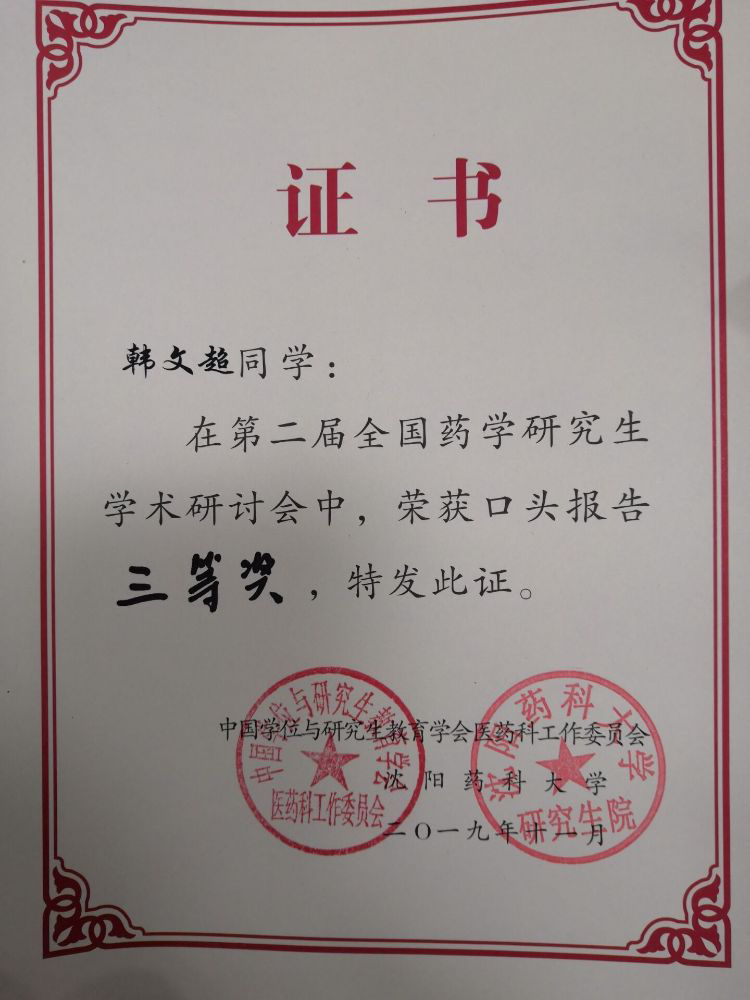 证书
韩文超同学：
在第二届全国药学研究生
学术研讨会中，荣获口头报告
三等奖，特发此证。
中国学位与研究生教育学会医药科工作委员会
沈阳药科大学
二〇一九年十一月
中国学位与研究生教育学会
医药科工作委员会
沈阳药科大学
研究生院